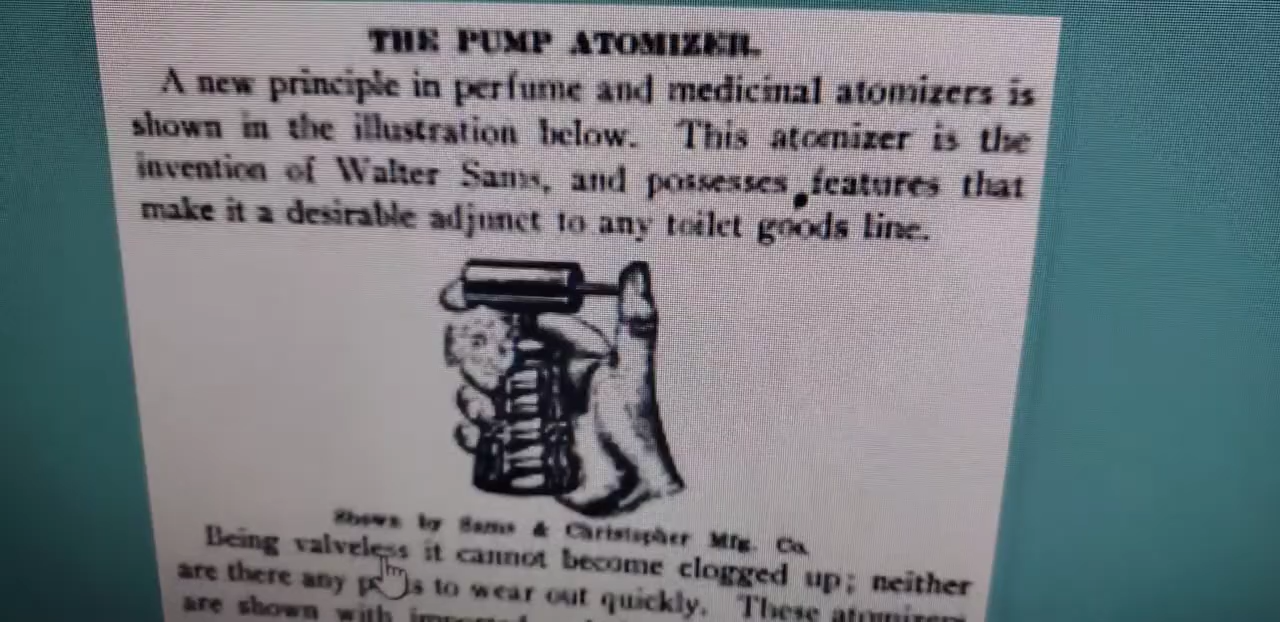 THE PUMP ATOMIZER.
A new principle in perfume and medicinal atomizers is
shown in the illustration below. This atomizer is the
invention of Walter Sams, and possesses features that
make it a desirable adjunct to any toilet goods line.
Shown by Sams & Christopher Mfg. Co.
Being valveless it cannot become clogged up; neither
are there any to wear out quickly. These atomizers
are shown with